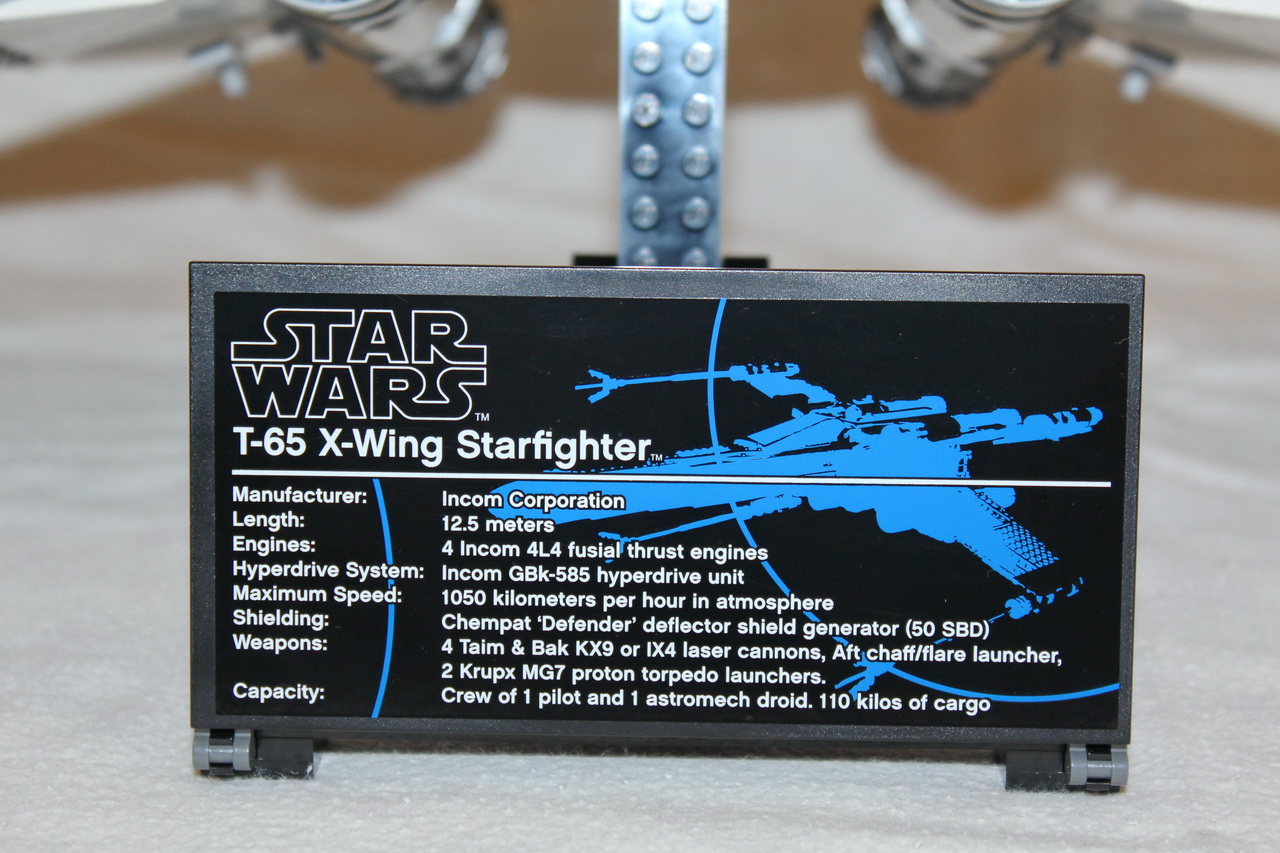 STAR
WARS™
T-65 X-Wing Starfighter™
Manufacturer: Incom Corporation
Length: 12.5 meters
Engines: 4 Incom 4L4 fusial thrust engines
Hyperdrive System: Incom GBk-585 hyperdrive unit
Maximum Speed: 1050 kilometers per hour in atmosphere
Shielding: Chempat ‘Defender’ deflector shield generator (50 SBD)
Weapons: 4 Taim & Bak KX9 or IX4 laser cannons, Aft chaff/flare launcher,
2 Krupx MG7 proton torpedo launchers.
Capacity: Crew of 1 pilot and 1 astromech droid. 110 kilos of cargo